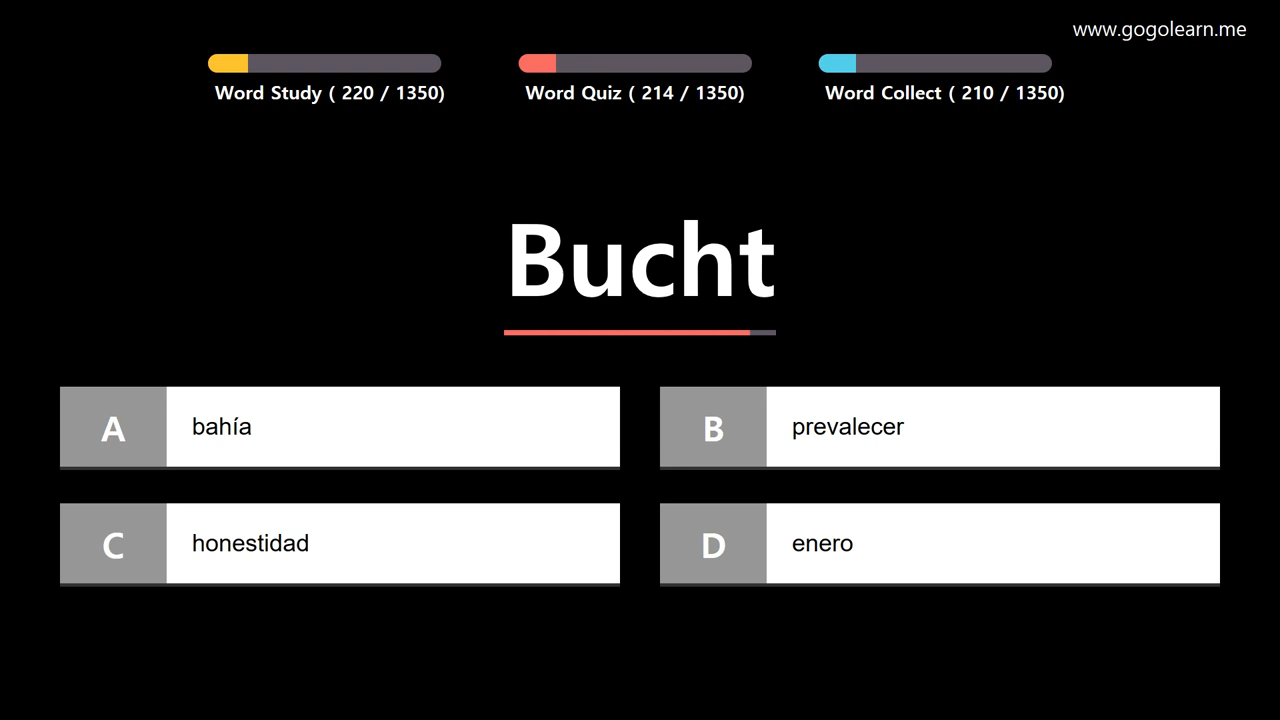 www.gogolearn.me
Word Study ( 220 / 1350)
Word Quiz ( 214 / 1350)
Word Collect ( 210 / 1350)
Bucht
A bahía
B prevalecer
C honestidad
D enero